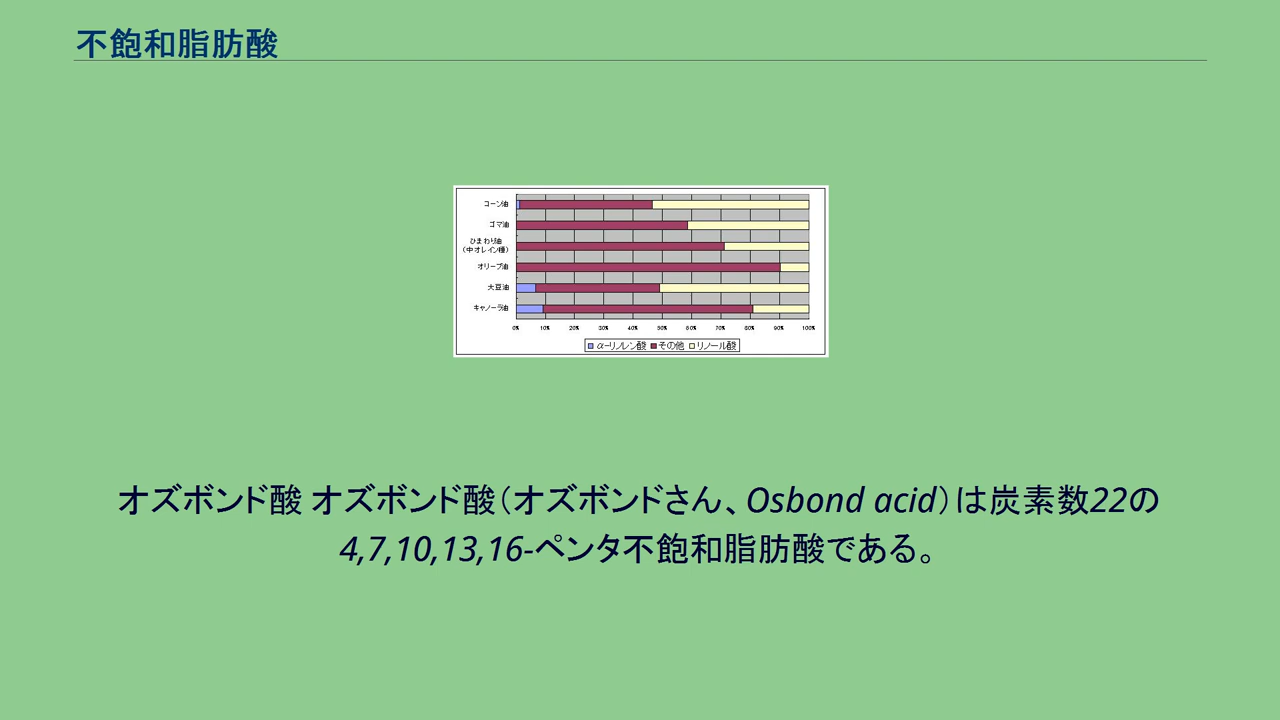 不飽和脂肪酸
コーン油
ゴマ油
ひまわり油
(中オレイン種)
オリーブ油
大豆油
キャノーラ油
0% 10% 20% 30% 40% 50% 60% 70% 80% 90% 100%
α-リノレン酸 その他 リノール酸
オズボンド酸 オズボンド酸(オズボンドさん、Osbond acid)は炭素数22の
4,7,10,13,16-ペンタ不飽和脂肪酸である。